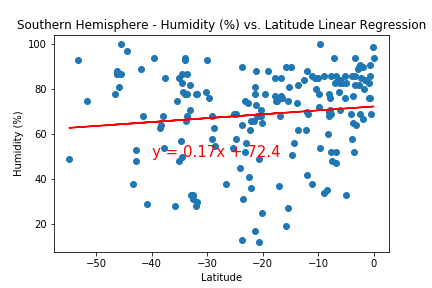 Southern Hemisphere - Humidity (%) vs. Latitude Linear Regression
100
80
60
40
20
Humidity (%)
y = 0.17x + 72.4
−50
−40
−30
−20
−10
0
Latitude